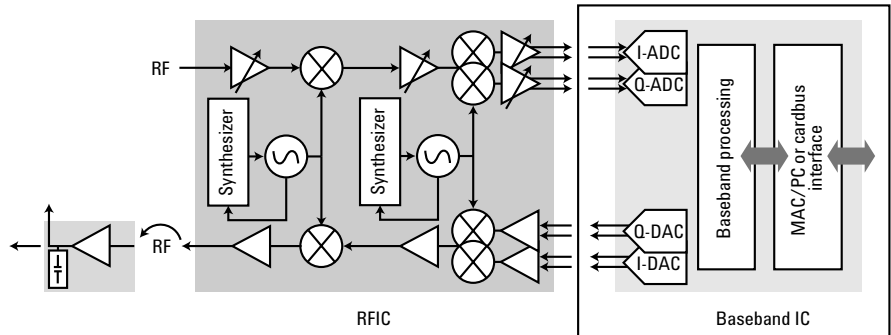 RF
I-ADC
Q-ADC
Synthesizer
Synthesizer
Baseband processing
MAC/PC or cardbus
interface
RF
Q-DAC
I-DAC
RFIC
Baseband IC